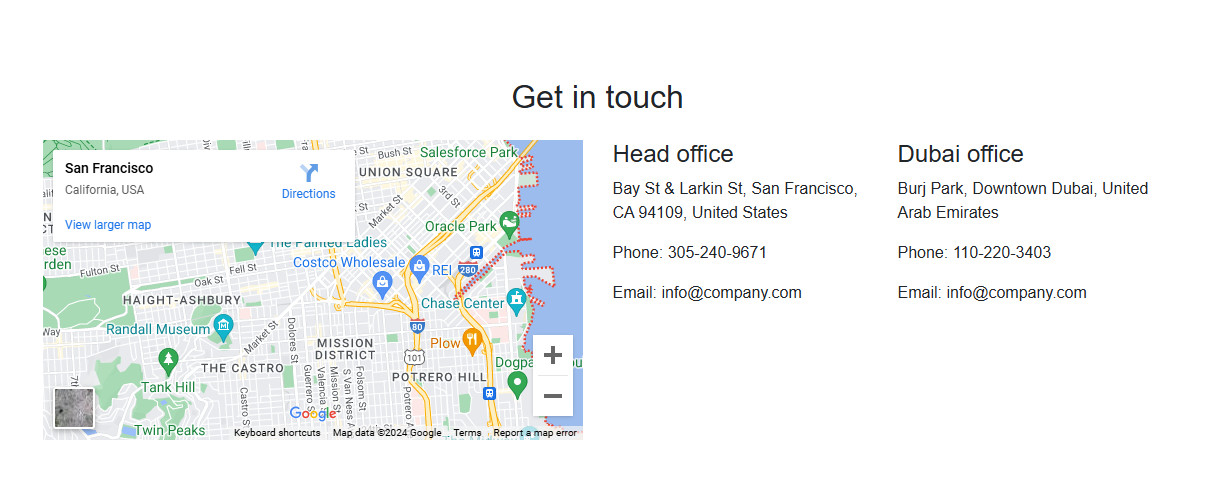 Get in touch
San Francisco
California, USA
Directions
View larger map
Bush St
Salesforce Park
UNION SQUARE
3rd St
Market St
Oracle Park
The Painted Ladies
Fulton St
Fell St
Oak St
Costco Wholesale
REI
280
HAIGHT-ASHBURY
Chase Center
Way
Randall Museum
Market St
80
Dolores St
MISSION
DISTRICT
Plow
101
THE CASTRO
POTRERO HILL
Tank Hill
7th
Castro S
Guerrero S
Valencia
Mission S
S Van Ness A
Folsom St
Potrero A
Twin Peaks
Google
Keyboard shortcuts
Map data ©2024 Google
Terms
Report a map error
Head office
Bay St & Larkin St, San Francisco,
CA 94109, United States
Phone: 305-240-9671
Email: info@company.com
Dubai office
Burj Park, Downtown Dubai, United
Arab Emirates
Phone: 110-220-3403
Email: info@company.com